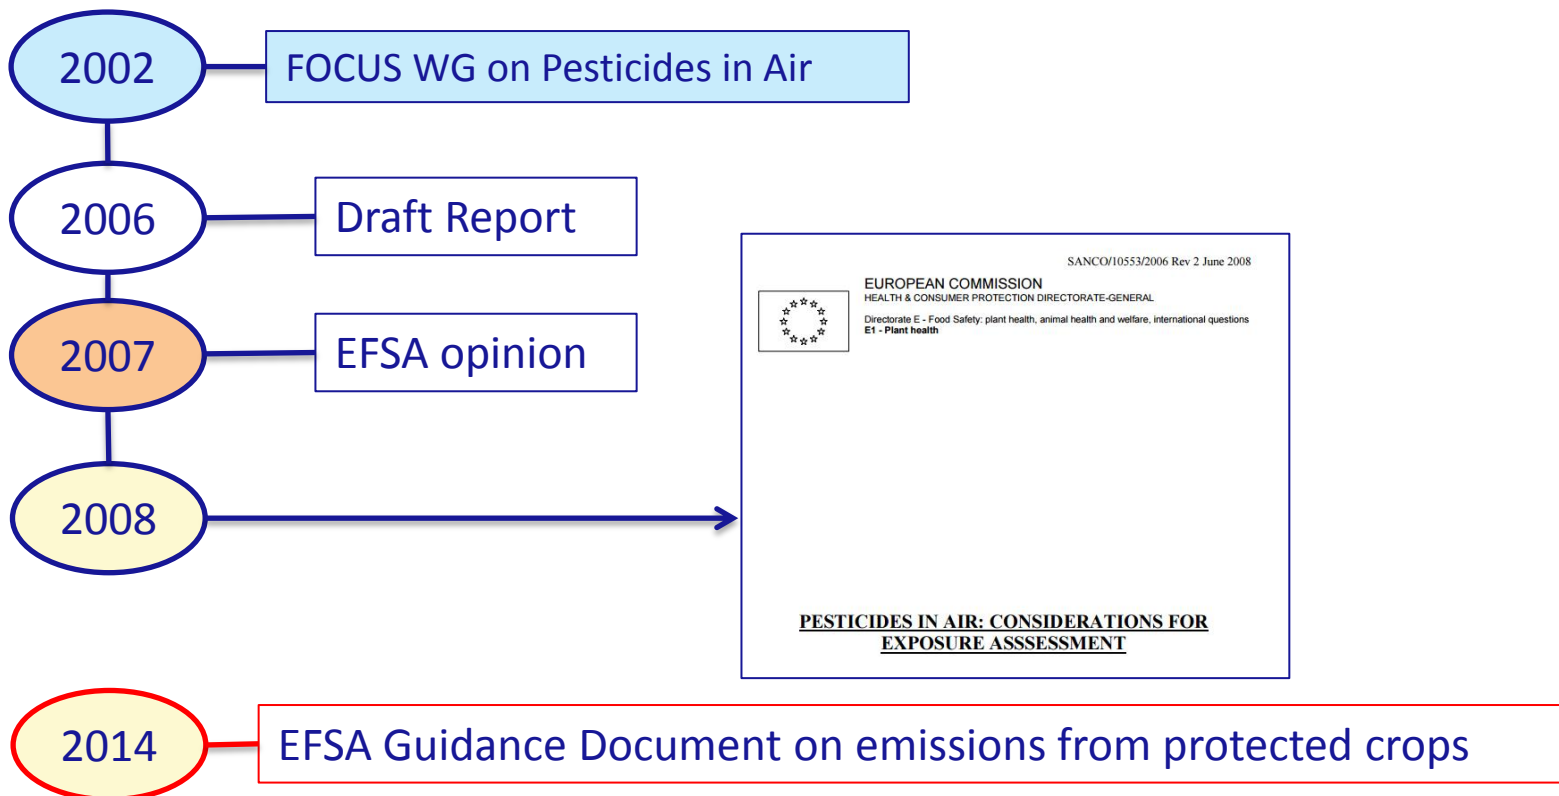 2002
FOCUS WG on Pesticides in Air
2006
Draft Report
2007
EFSA opinion
2008
SANCO/10553/2006 Rev 2 June 2008
EUROPEAN COMMISSION
HEALTH & CONSUMER PROTECTION DIRECTORATE-GENERAL
Directorate E - Food Safety: plant health, animal health and welfare, international questions
E1 - Plant health
PESTICIDES IN AIR: CONSIDERATIONS FOR
EXPOSURE ASSSESSMENT
2014
EFSA Guidance Document on emissions from protected crops